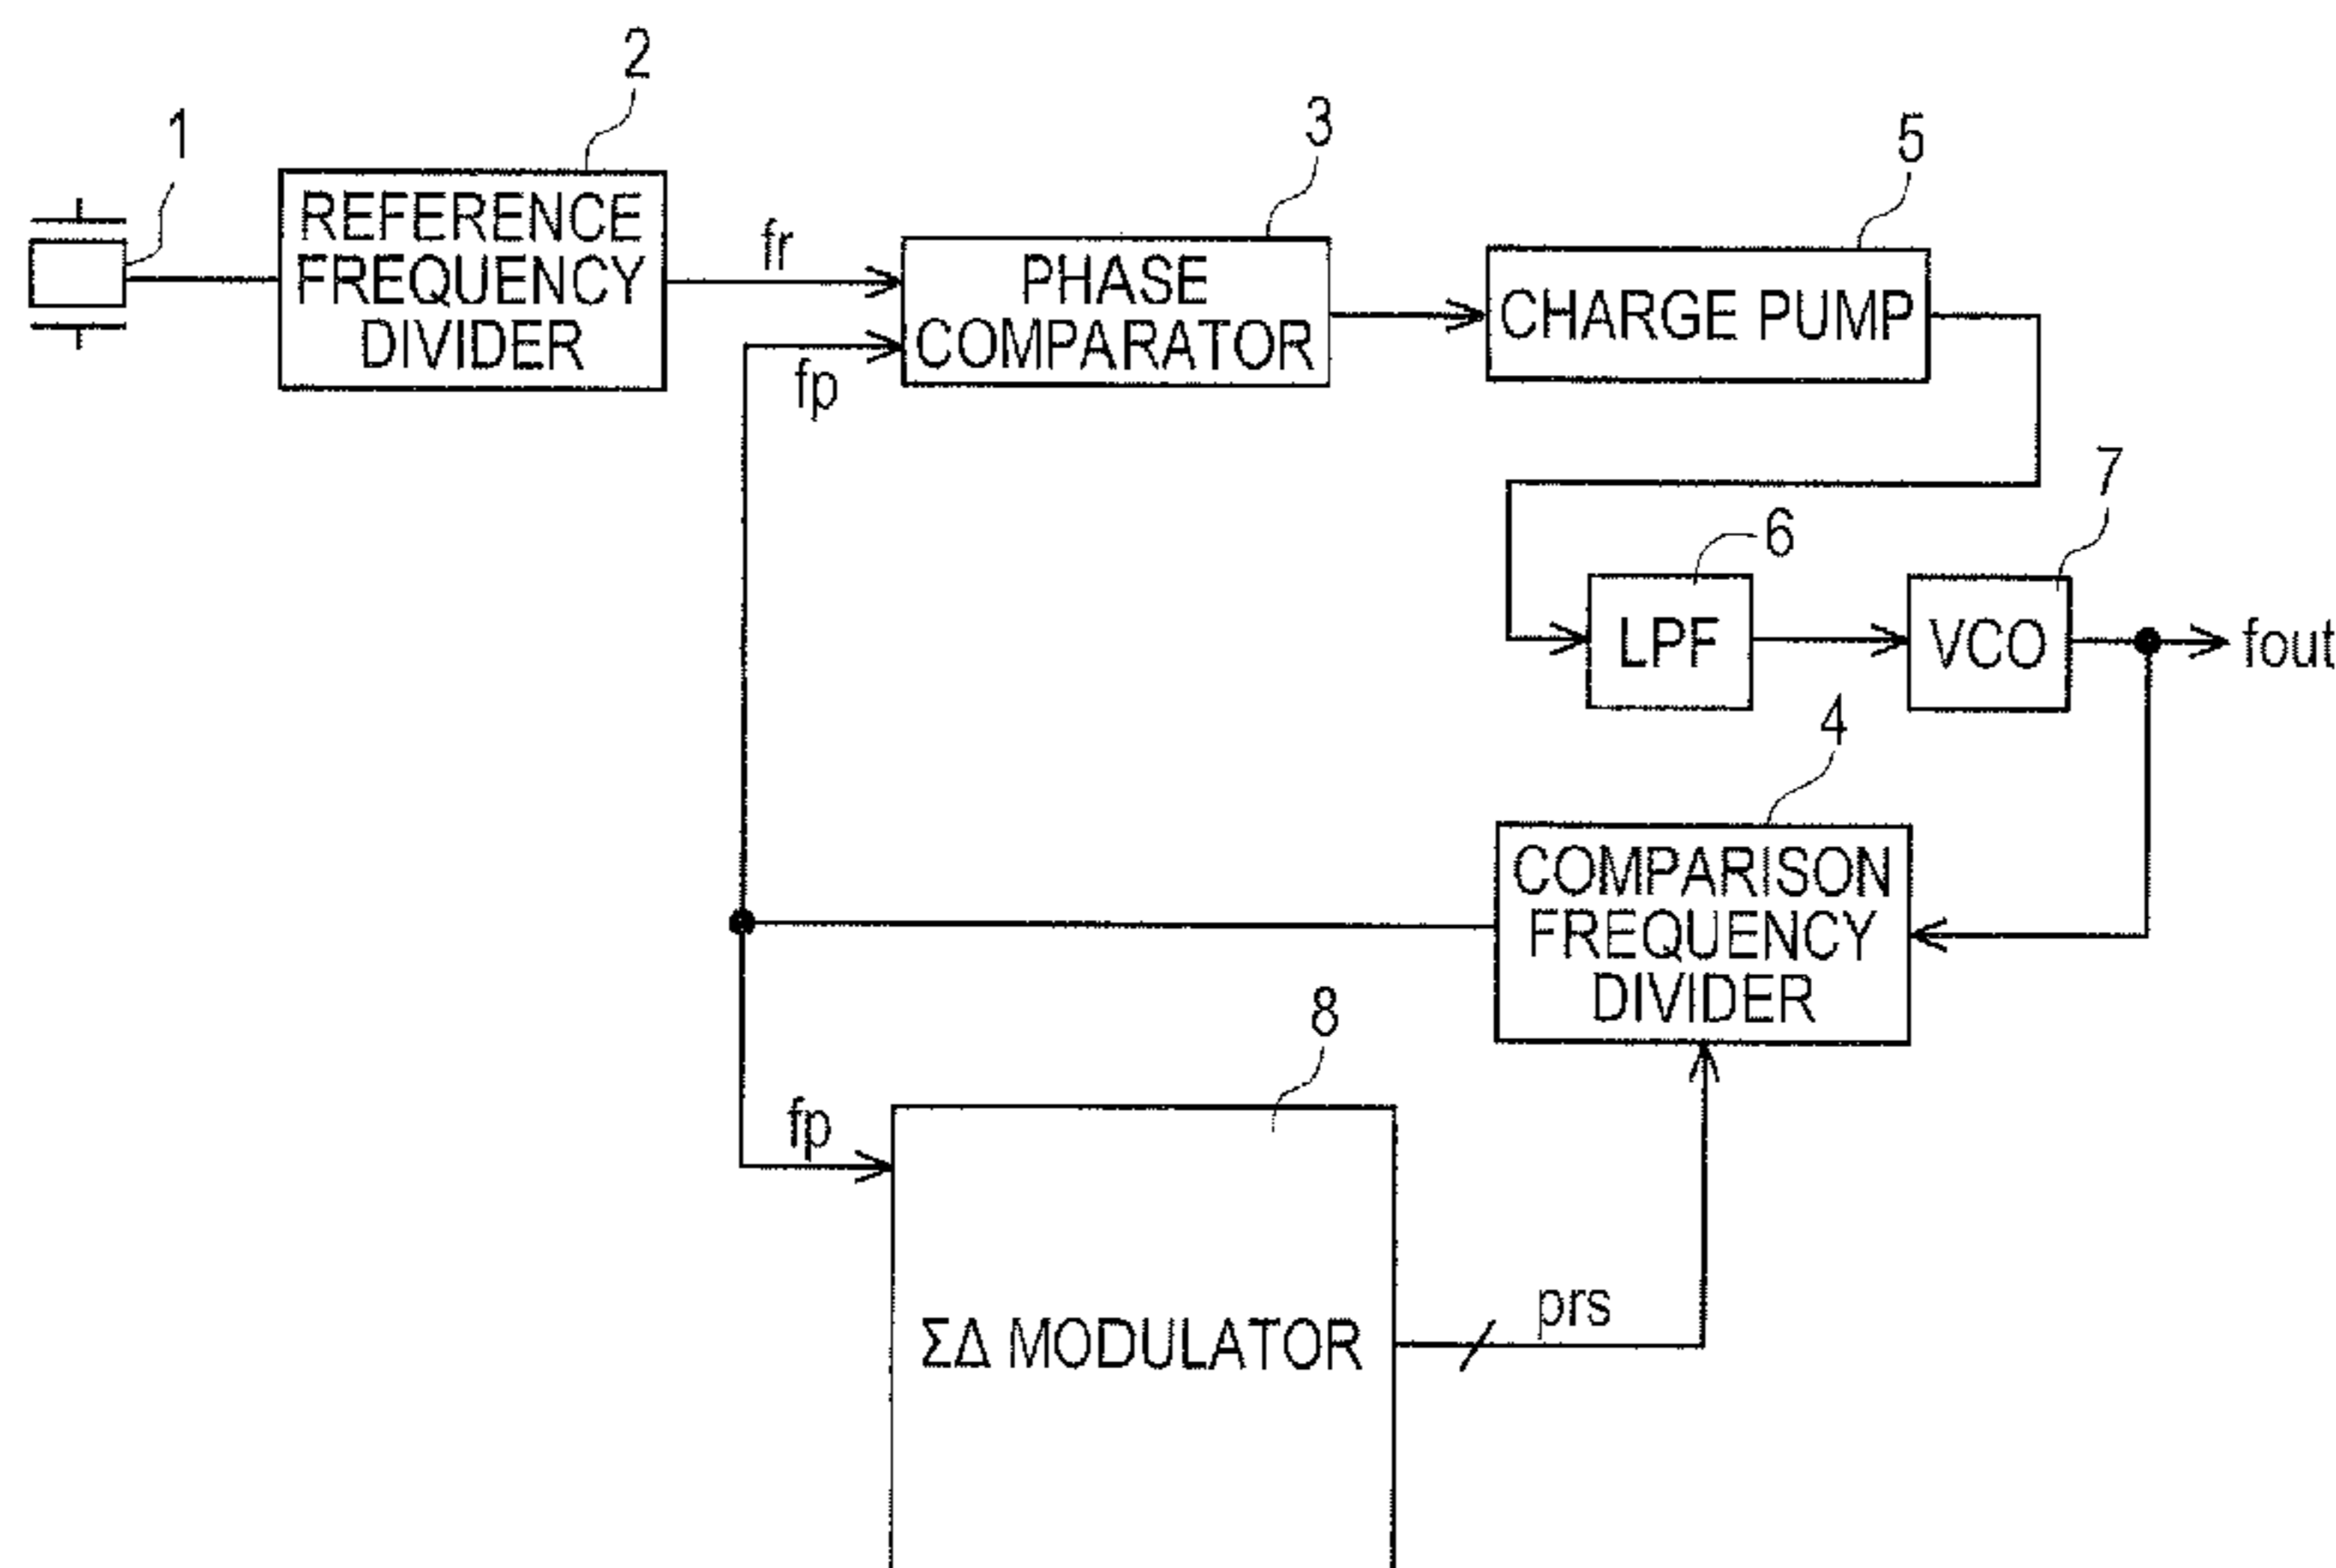 2
1
3
5
REFERENCE
FREQUENCY
DIVIDER
fr
fp
PHASE
COMPARATOR
CHARGE PUMP
6
7
LPF
VCO
fout
4
COMPARISON
FREQUENCY
DIVIDER
8
fp
ΣΔ MODULATOR
prs